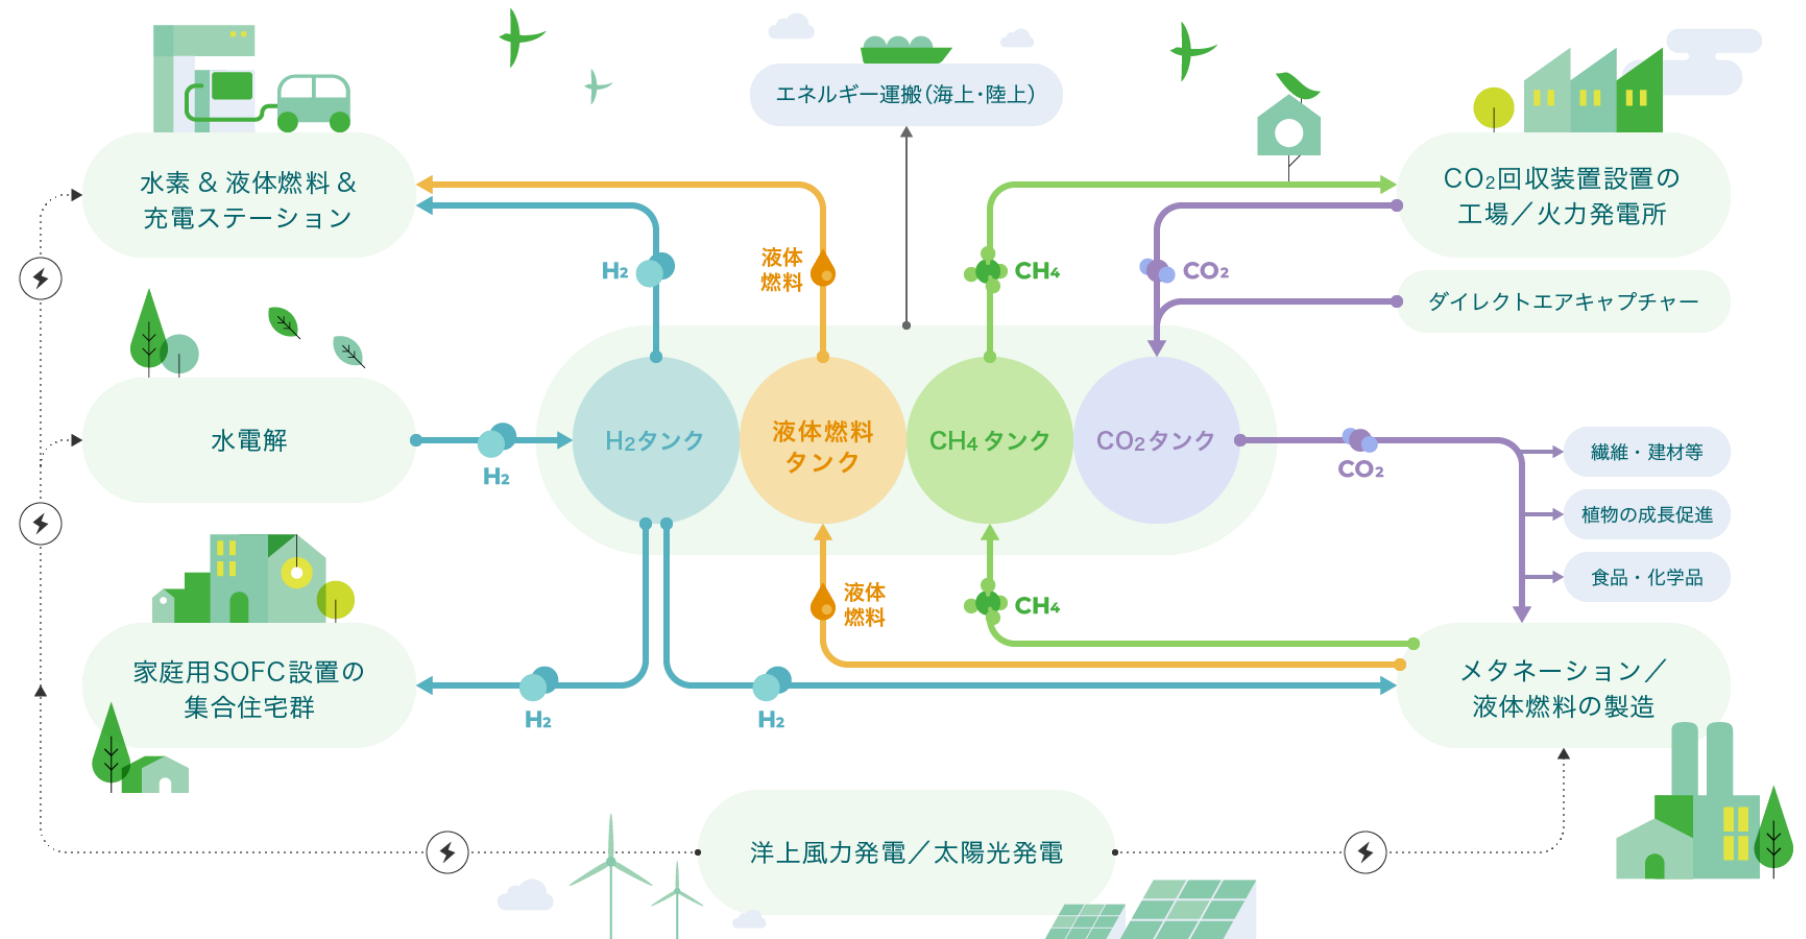 エネルギー運搬(海上・陸上)
水素 & 液体燃料 &
充電ステーション
CO₂回収装置設置の
工場／火力発電所
H₂
液体
燃料
CH₄
CO₂
ダイレクトエアキャプチャー
水電解
H₂
H₂タンク
液体燃料
タンク
CH₄ タンク
CO₂タンク
CO₂
繊維・建材等
植物の成長促進
食品・化学品
液体
燃料
CH₄
家庭用SOFC設置の
集合住宅群
H₂
H₂
メタネーション／
液体燃料の製造
洋上風力発電／太陽光発電